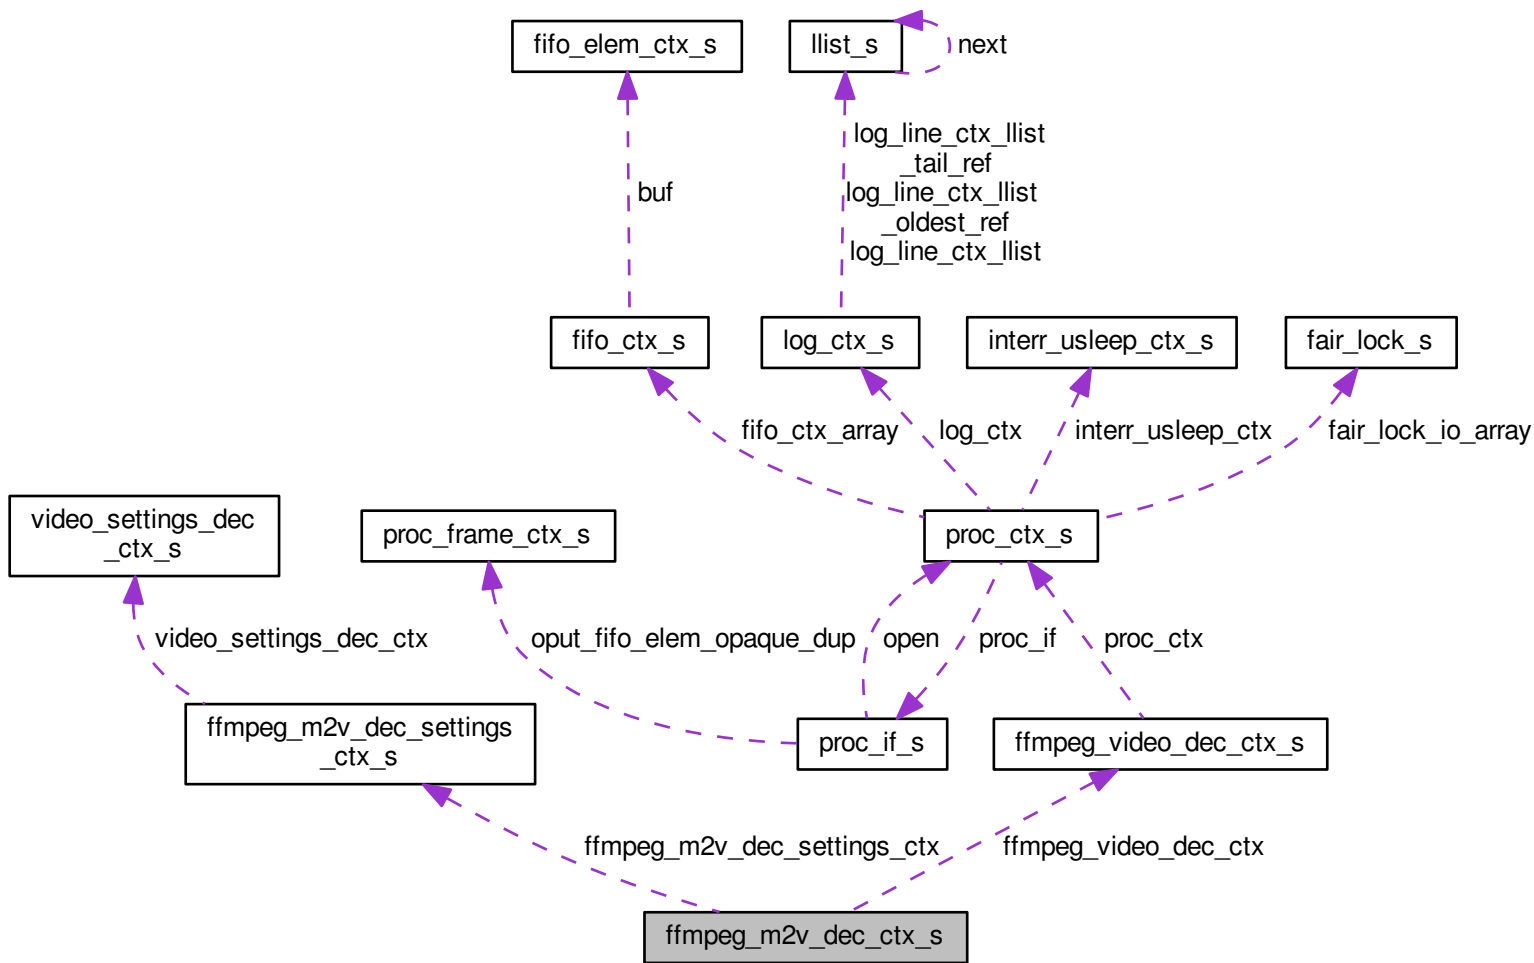 fifo_elem_ctx_s
llist_s
next
log_line_ctx_llist
_tail_ref
log_line_ctx_llist
_oldest_ref
log_line_ctx_llist
buf
fifo_ctx_s
log_ctx_s
interr_usleep_ctx_s
fair_lock_s
fifo_ctx_array
log_ctx
interr_usleep_ctx
fair_lock_io_array
video_settings_dec
_ctx_s
proc_frame_ctx_s
proc_ctx_s
video_settings_dec_ctx
oput_fifo_elem_opaque_dup
open
proc_if
proc_ctx
ffmpeg_m2v_dec_settings
_ctx_s
proc_if_s
ffmpeg_video_dec_ctx_s
ffmpeg_m2v_dec_settings_ctx
ffmpeg_video_dec_ctx
ffmpeg_m2v_dec_ctx_s